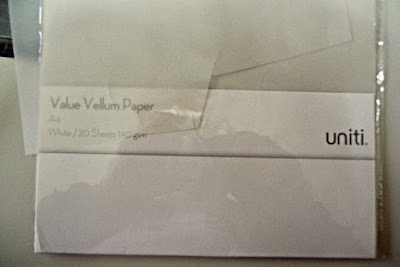 Value Vellum Paper
A4
White / 20 Sheets 140 gsm
uniti.